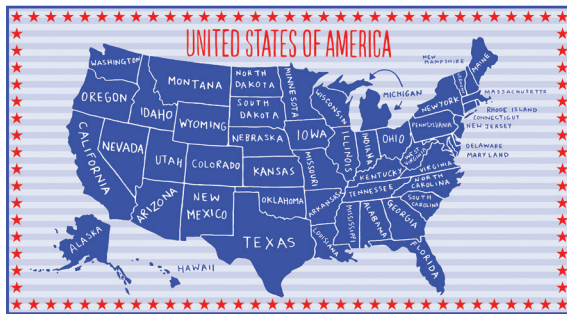 UNITED STATES OF AMERICA
WASHINGTON
OREGON
CALIFORNIA
NEVADA
IDAHO
MONTANA
WYOMING
UTAH
COLORADO
ARIZONA
NEW
MEXICO
NORTH
DAKOTA
SOUTH
DAKOTA
NEBRASKA
KANSAS
OKLAHOMA
TEXAS
MINNESOTA
IOWA
MISSOURI
ARKANSAS
LOUISIANA
WISCONSIN
ILLINOIS
MICHIGAN
INDIANA
OHIO
KENTUCKY
TENNESSEE
MISSISSIPPI
ALABAMA
GEORGIA
FLORIDA
SOUTH
CAROLINA
NORTH
CAROLINA
VIRGINIA
WEST
VIRGINIA
PENNSYLVANIA
NEW YORK
NEW
HAMPSHIRE
MAINE
MASSACHUSETTS
RHODE ISLAND
CONNECTICUT
NEW JERSEY
DELAWARE
MARYLAND
ALASKA
HAWAII